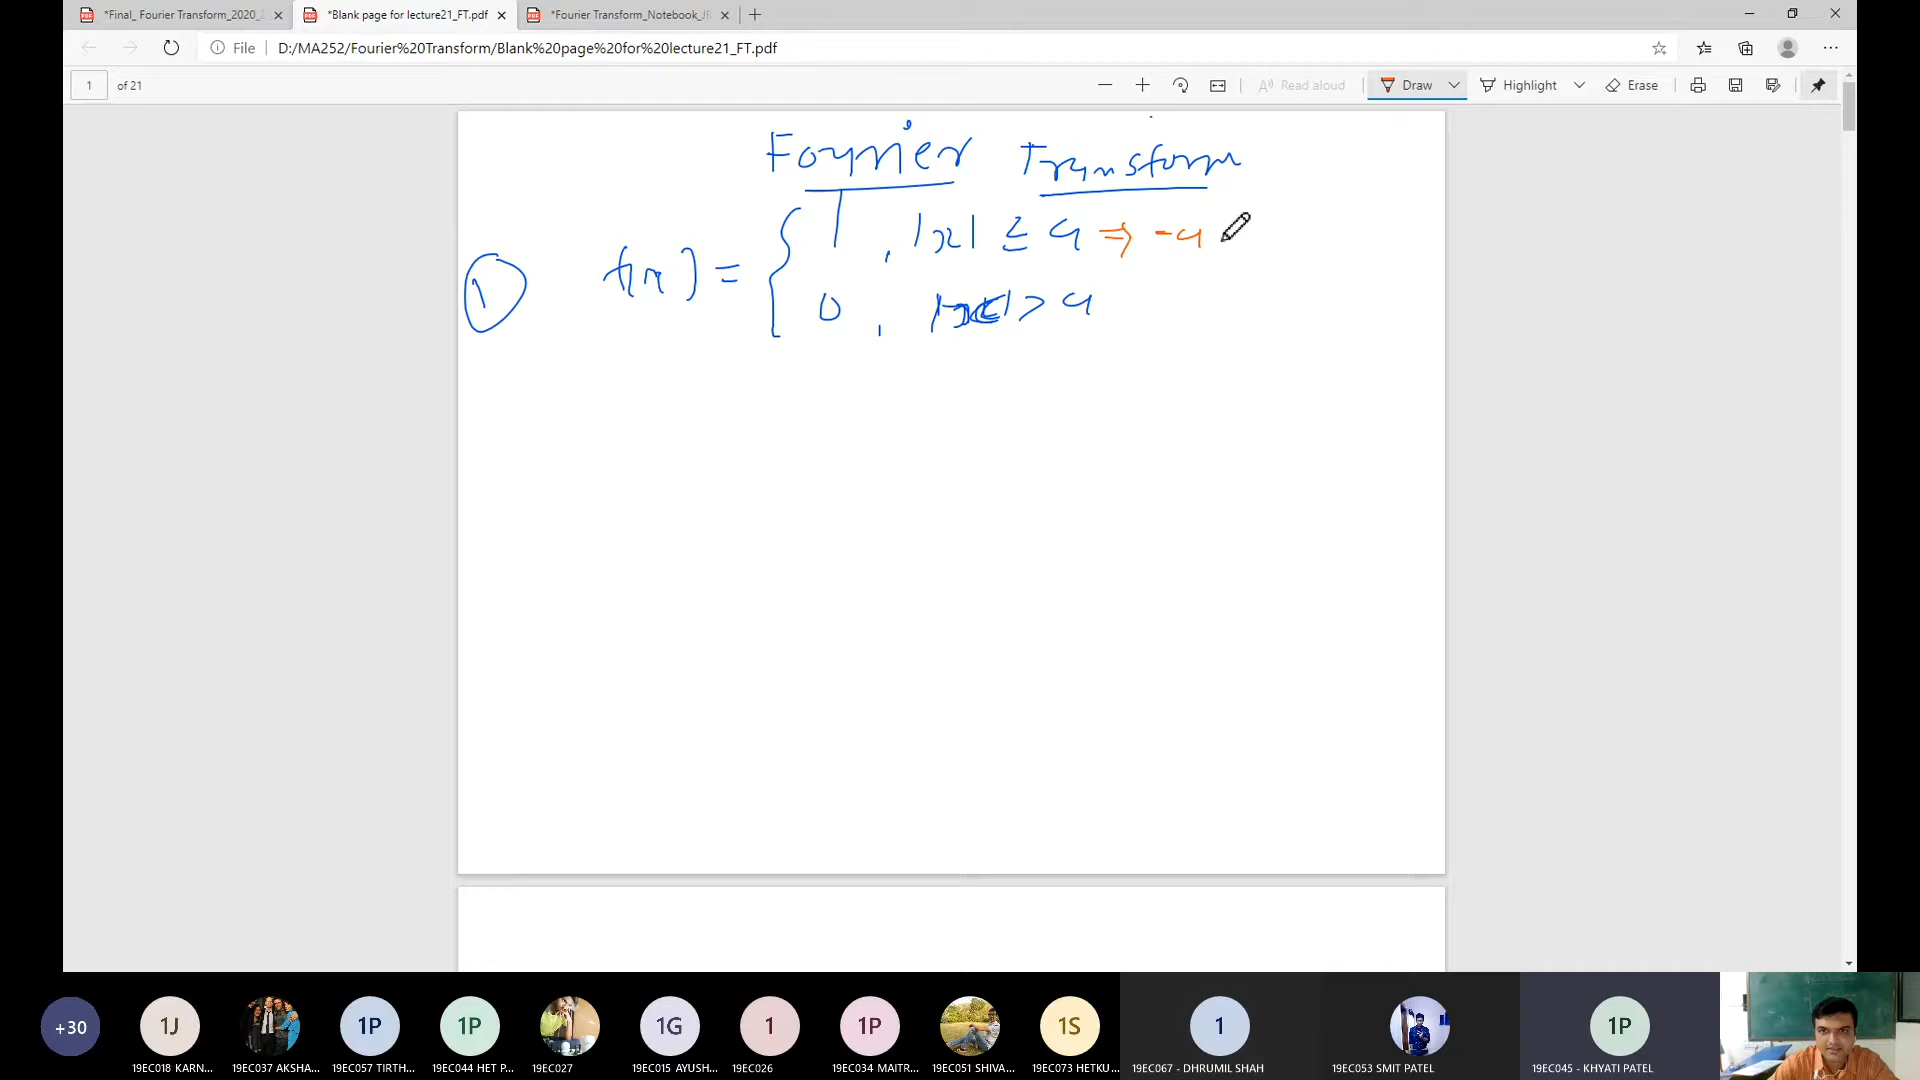 *Final_ Fourier Transform_2020_
*Blank page for lecture21_FT.pdf
*Fourier Transform_Notebook_JR
File
D:/MA252/Fourier%20Transform/Blank%20page%20for%20lecture21_FT.pdf
1 of 21
Read aloud
Draw
Highlight
Erase
Fourier Transform
1 , |x| ≤ a ⇒ -a
① f(x) = {
0 , |x| > a
+30
1J
1P
1P
1G
1
1P
1S
1
1P
19EC018 KARN...
19EC037 AKSHA...
19EC057 TIRTH...
19EC044 HET P...
19EC027
19EC015 AYUSH...
19EC026
19EC034 MAITR...
19EC051 SHIVA...
19EC073 HETKU...
19EC067 - DHRUMIL SHAH
19EC053 SMIT PATEL
19EC045 - KHYATI PATEL